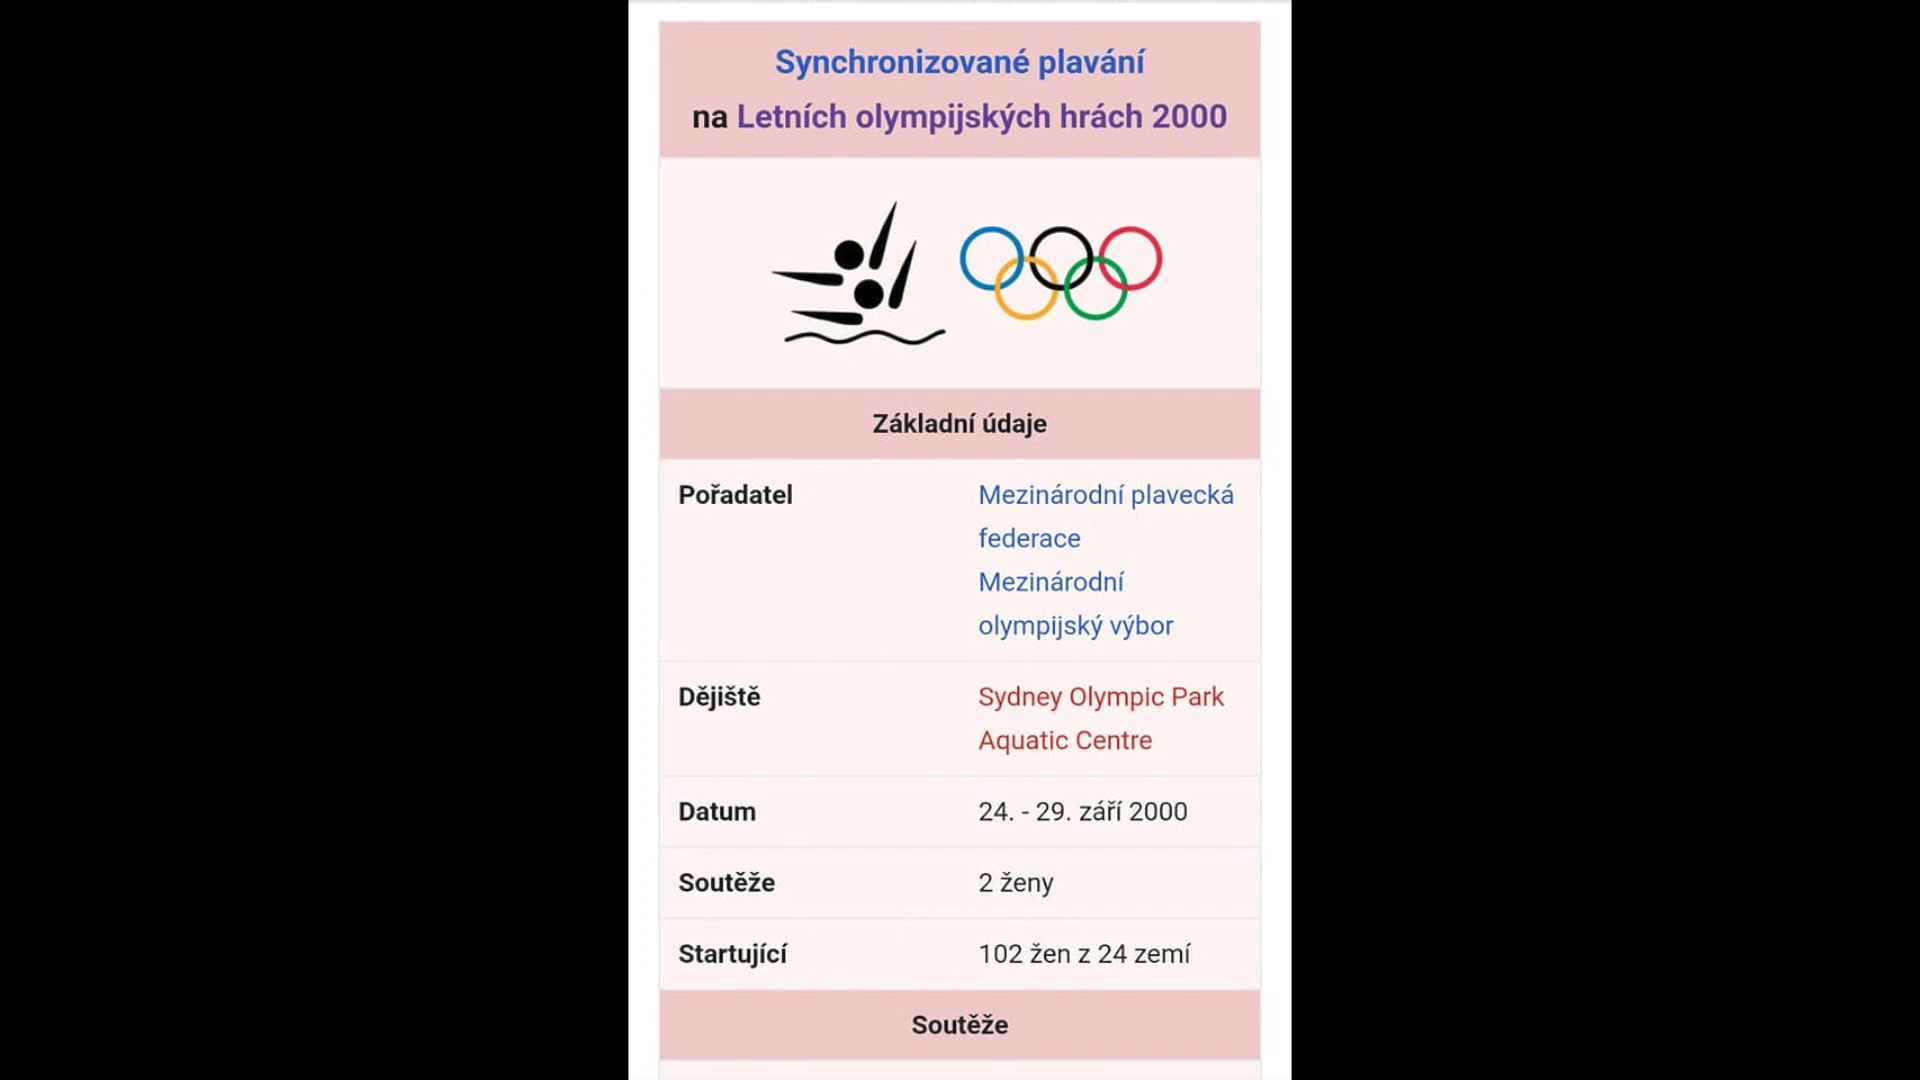 Synchronizované plavání
na Letních olympijských hrách 2000
Základní údaje
Pořadatel
Mezinárodní plavecká
federace
Mezinárodní
olympijský výbor
Dějiště
Sydney Olympic Park
Aquatic Centre
Datum
24. - 29. září 2000
Soutěže
2 ženy
Startující
102 žen z 24 zemí
Soutěže